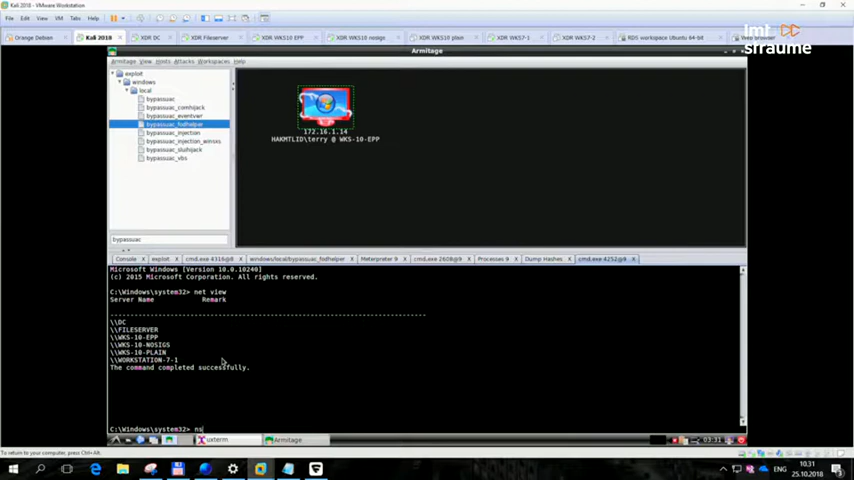 Kali 2018 - VMware Workstation
File Edit View VM Tabs Help
Orange Debian
Kali 2018
XDR DC
XDR Fileserver
XDR WKS10 EPP
XDR WKS10 nosigs
XDR WKS10 plain
XDR WKS7-1
XDR WKS7-2
RDS workspace Ubuntu 64-bit
lmt
straume
Armitage
Armitage View Hosts Attacks Workspaces Help
exploit
windows
local
bypassuac
bypassuac_comhijack
bypassuac_eventvwr
bypassuac_fodhelper
bypassuac_injection
bypassuac_injection_winsxs
bypassuac_sluihijack
bypassuac_vbs
bypassuac
172.16.1.14
HAKMTLID\terry @ WKS-10-EPP
Console X exploit X cmd.exe 4316@8 X windows/local/bypassuac_fodhelper X Meterpreter 9 X cmd.exe 2608@9 X Processes 9 X Dump Hashes X cmd.exe 4252@9 X
Microsoft Windows [Version 10.0.10240]
(c) 2015 Microsoft Corporation. All rights reserved.
C:\Windows\system32> net view
Server Name Remark
-------------------------------------------------------------------------------
\\DC
\\FILESERVER
\\WKS-10-EPP
\\WKS-10-NOSIGS
\\WKS-10-PLAIN
\\WORKSTATION-7-1
The command completed successfully.
C:\Windows\system32> ns
uxterm
Armitage
03:31
To return to your computer, press Ctrl+Alt.
ENG
10.31
25.10.2018